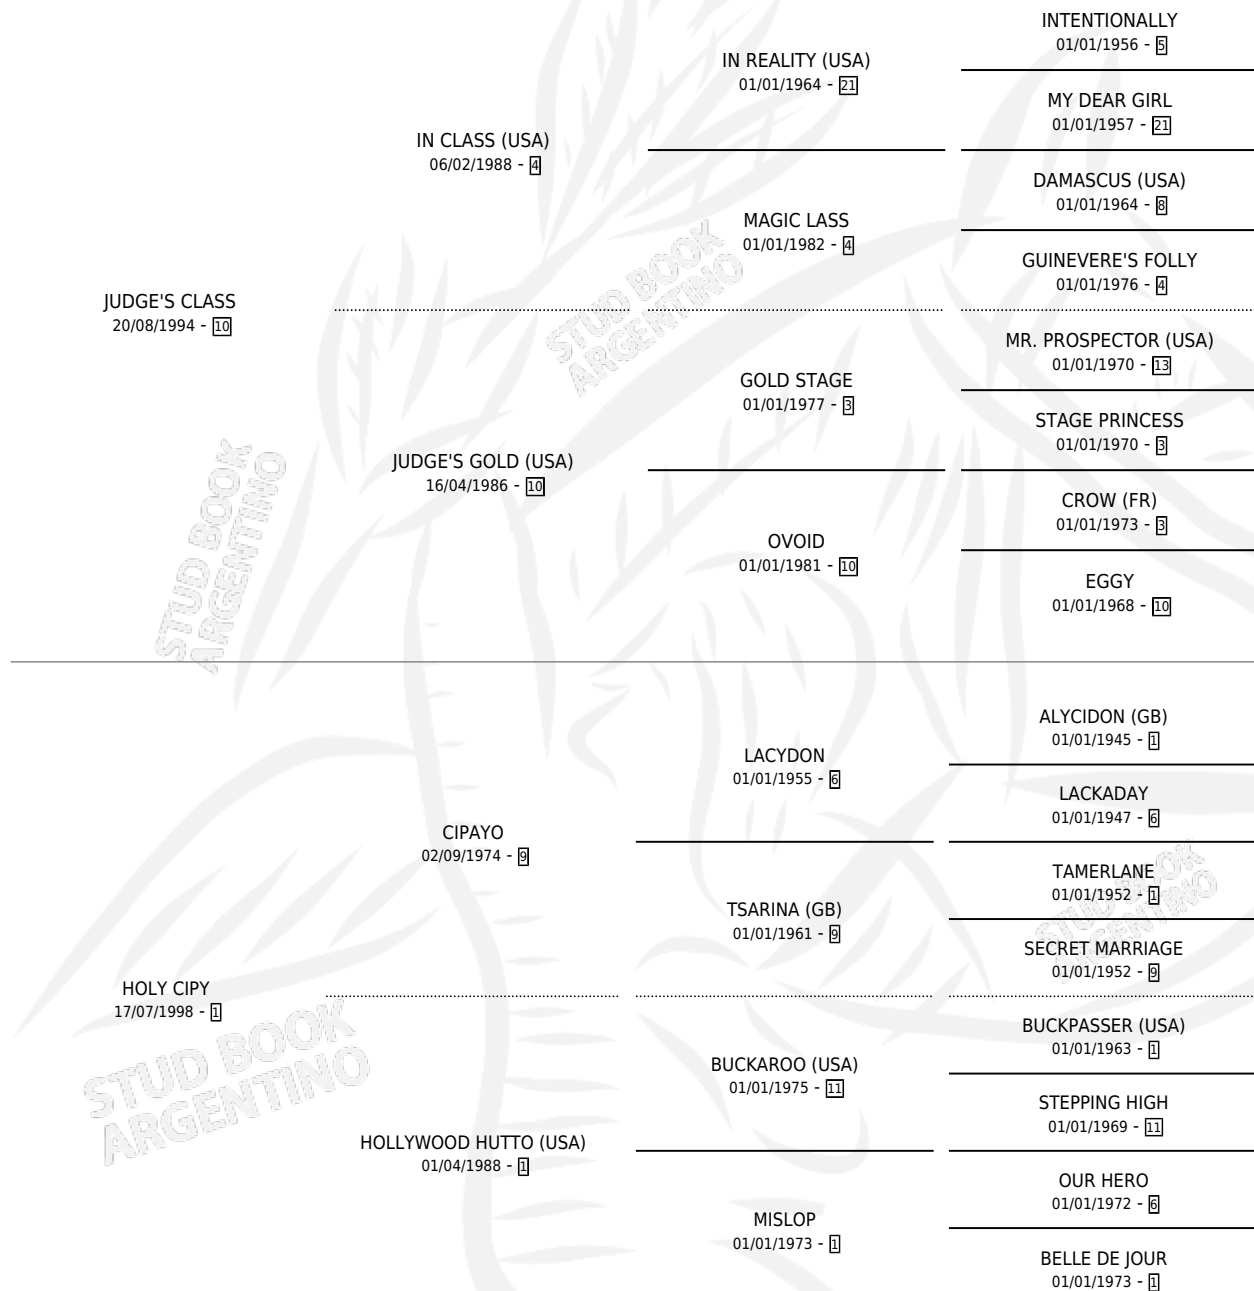 INTENTIONALLY
01/01/1956 - 5
IN REALITY (USA)
01/01/1964 - 21
MY DEAR GIRL
01/01/1957 - 21
IN CLASS (USA)
06/02/1988 - 4
DAMASCUS (USA)
01/01/1964 - 8
MAGIC LASS
01/01/1982 - 4
GUINEVERE'S FOLLY
01/01/1976 - 4
JUDGE'S CLASS
20/08/1994 - 10
MR. PROSPECTOR (USA)
01/01/1970 - 13
GOLD STAGE
01/01/1977 - 3
STAGE PRINCESS
01/01/1970 - 3
JUDGE'S GOLD (USA)
16/04/1986 - 10
CROW (FR)
01/01/1973 - 3
OVOID
01/01/1981 - 10
EGGY
01/01/1968 - 10
ALYCIDON (GB)
01/01/1945 - 1
LACYDON
01/01/1955 - 6
LACKADAY
01/01/1947 - 6
CIPAYO
02/09/1974 - 9
TAMERLANE
01/01/1952 - 1
TSARINA (GB)
01/01/1961 - 9
SECRET MARRIAGE
01/01/1952 - 9
HOLY CIPY
17/07/1998 - 1
BUCKPASSER (USA)
01/01/1963 - 1
BUCKAROO (USA)
01/01/1975 - 11
STEPPING HIGH
01/01/1969 - 11
HOLLYWOOD HUTTO (USA)
01/04/1988 - 1
OUR HERO
01/01/1972 - 6
MISLOP
01/01/1973 - 1
BELLE DE JOUR
01/01/1973 - 1
STUD BOOK
ARGENTINO
STUD BOOK
ARGENTINO
STUD BOOK
ARGENTINO
STUD BOOK
ARGENTINO